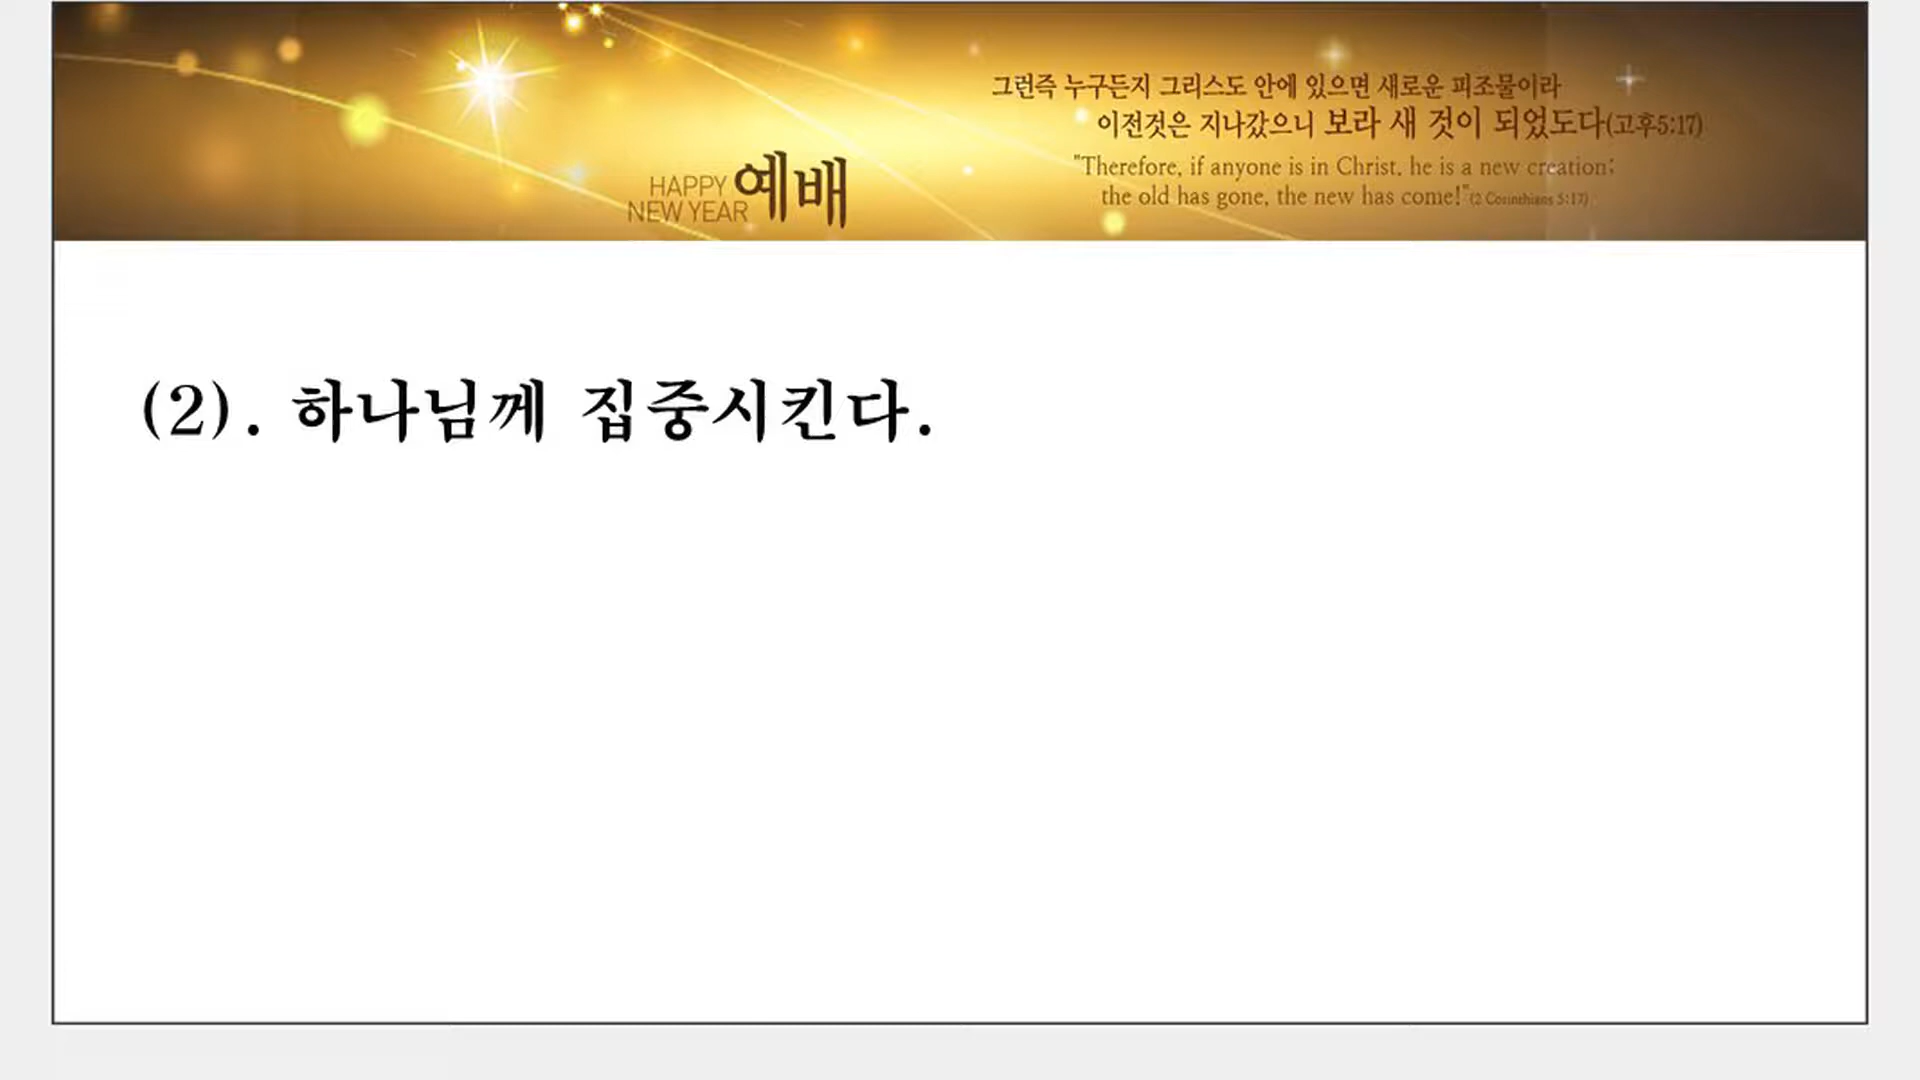 그런즉 누구든지 그리스도 안에 있으면 새로운 피조물이라
이전것은 지나갔으니 보라 새 것이 되었도다(고후5:17)
"Therefore, if anyone is in Christ, he is a new creation;
the old has gone, the new has come!"(2 Corinthians 5:17)
HAPPY
NEW YEAR
예배
(2). 하나님께 집중시킨다.